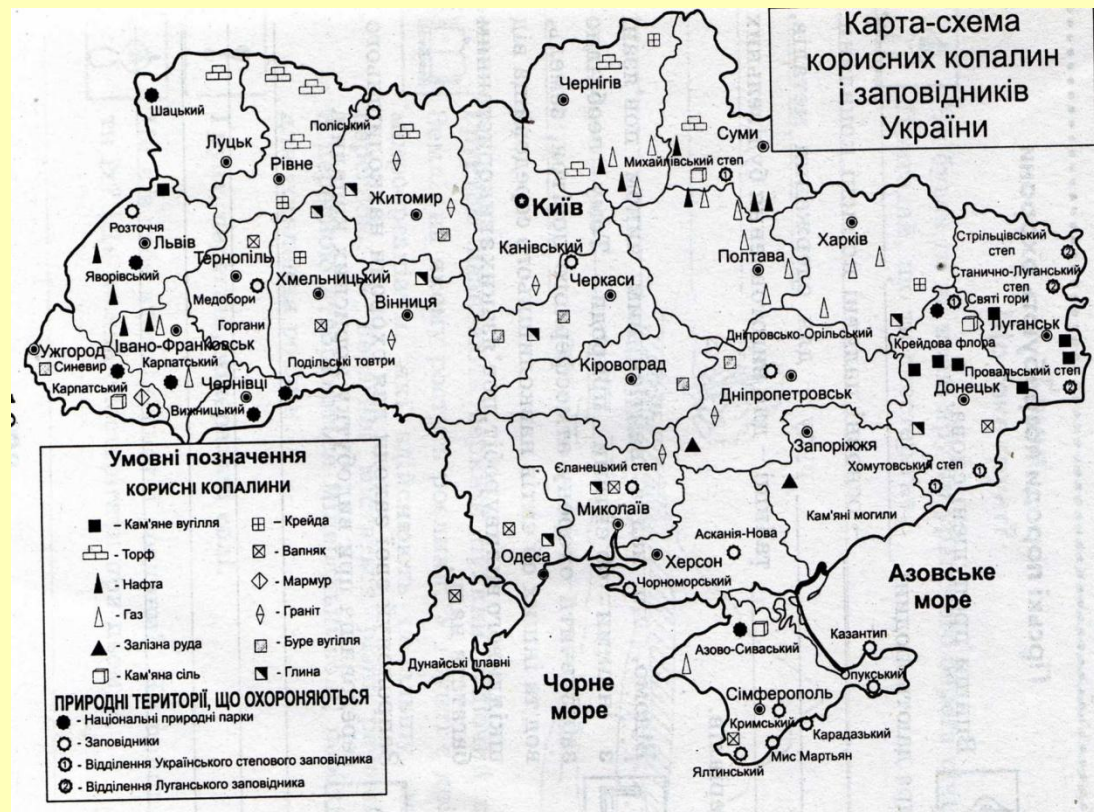 Карта-схема
корисних копалин
і заповідників
України
Шацький
Луцьк
Рівне
Поліський
Житомир
Чернігів
Київ
Суми
Михайлівський степ
Розточчя
Львів
Яворівський
Тернопіль
Медобори
Хмельницький
Вінниця
Канівський
Черкаси
Полтава
Харків
Стрільцівський
степ
Станично-Луганський
степ
Святі гори
Луганськ
Крейдова флора
Провальський степ
Донецьк
Горгани
Івано-Франковськ
Ужгород
Синевир
Карпатський
Карпатський
Чернівці
Вижницький
Подільські товтри
Кіровоград
Дніпровсько-Орільський
Дніпропетровськ
Запоріжжя
Хомутовський степ
Кам'яні могили
Єланецький степ
Миколаїв
Одеса
Херсон
Асканія-Нова
Чорноморський
Азовське
море
Дунайські плавні
Чорне
море
Азово-Сиваський
Казантип
Опукський
Сімферополь
Кримський
Карадазький
Мис Мартьян
Ялтинський
Умовні позначення
КОРИСНІ КОПАЛИНИ
- Кам'яне вугілля
- Торф
- Нафта
- Газ
- Залізна руда
- Кам'яна сіль
- Крейда
- Вапняк
- Мармур
- Граніт
- Буре вугілля
- Глина
ПРИРОДНІ ТЕРИТОРІЇ, ЩО ОХОРОНЯЮТЬСЯ
- Національні природні парки
- Заповідники
1 - Відділення Українського степового заповідника
2 - Відділення Луганського заповідника